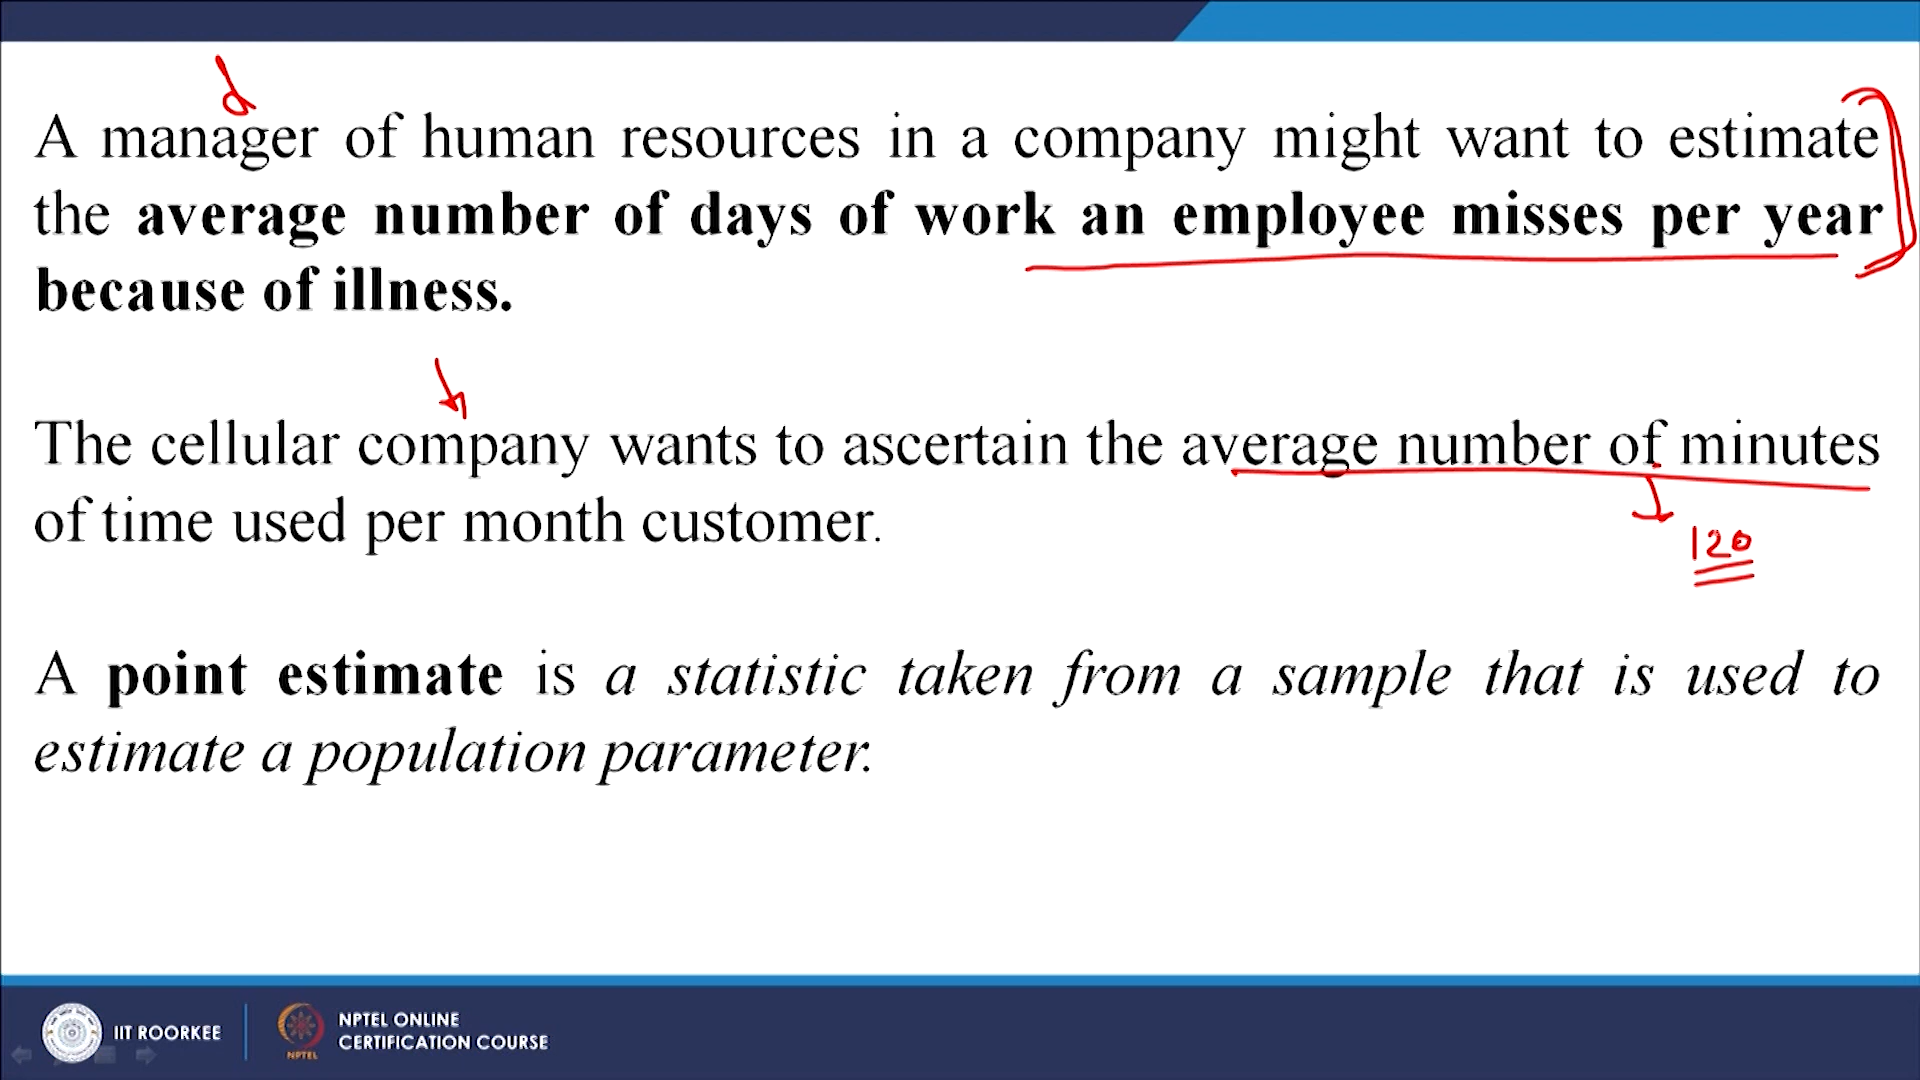 A manager of human resources in a company might want to estimate
the average number of days of work an employee misses per year
because of illness.
The cellular company wants to ascertain the average number of minutes
of time used per month customer.
120
A point estimate is a statistic taken from a sample that is used to
estimate a population parameter.
IIT ROORKEE
NPTEL
NPTEL ONLINE
CERTIFICATION COURSE